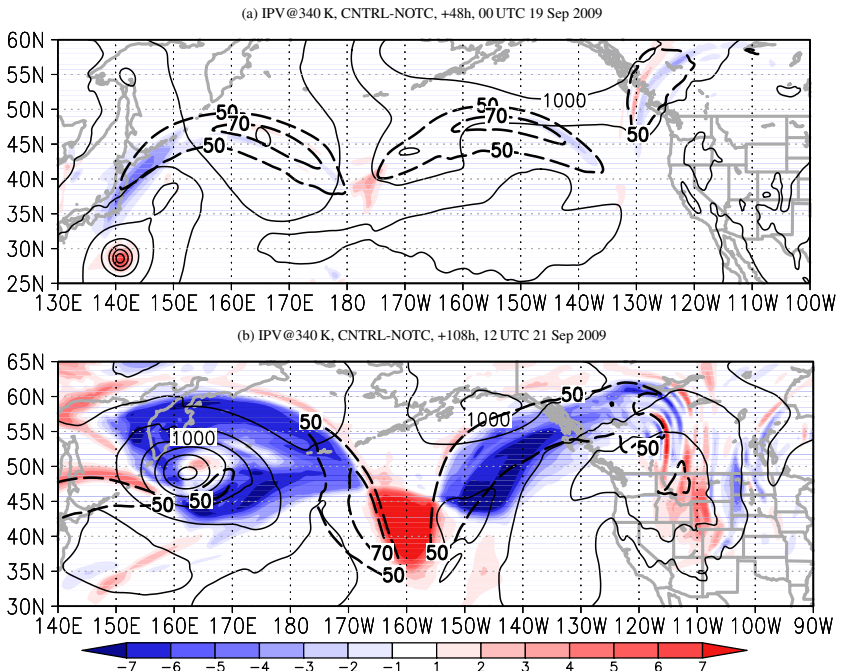 (a) IPV@340 K, CNTRL-NOTC, +48h, 00 UTC 19 Sep 2009
60N
55N
50N
45N
40N
35N
30N
25N
50
70
50
50
70
50
1000
50
130E 140E 150E 160E 170E 180 170W 160W 150W 140W 130W 120W 110W 100W
(b) IPV@340 K, CNTRL-NOTC, +108h, 12 UTC 21 Sep 2009
65N
60N
55N
50N
45N
40N
35N
30N
50
1000
50
1000
50
50
50
70
50
50
140E 150E 160E 170E 180 170W 160W 150W 140W 130W 120W 110W 100W 90W
-7 -6 -5 -4 -3 -2 -1 1 2 3 4 5 6 7